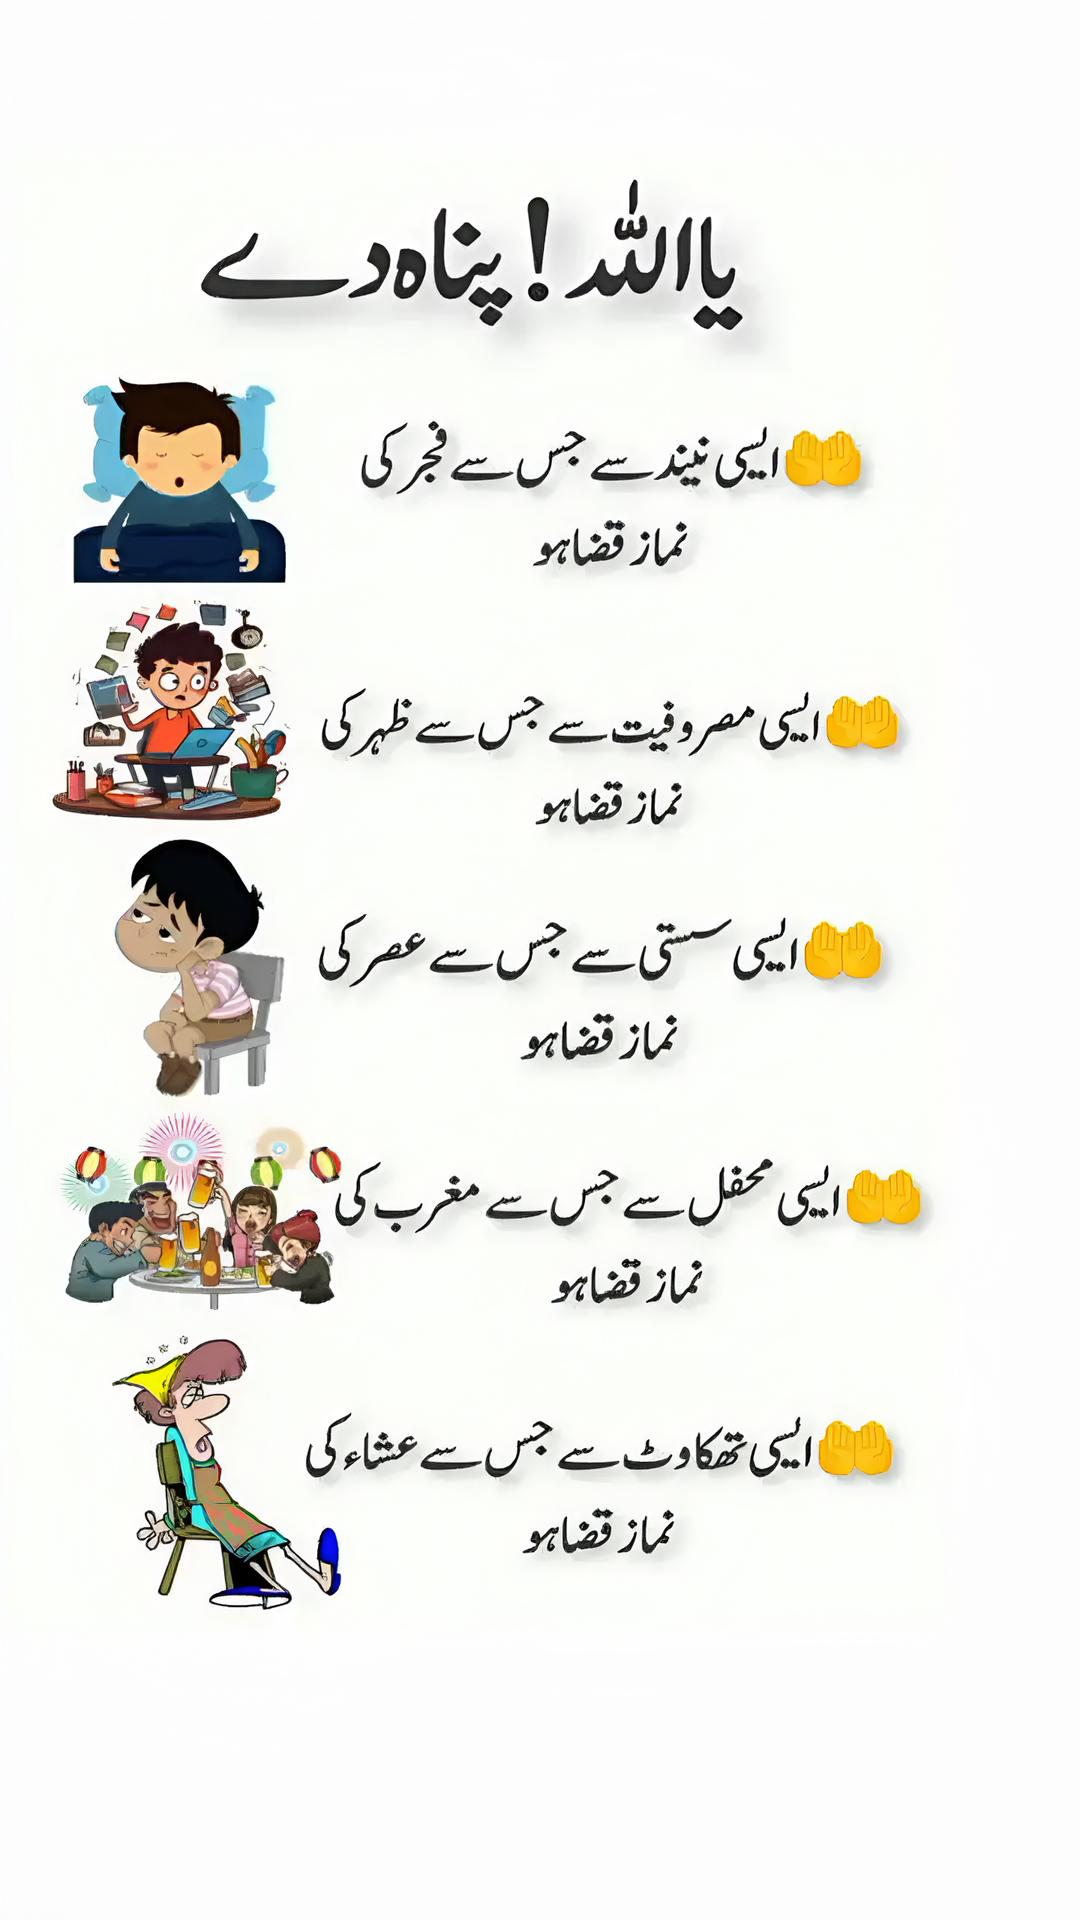 یا اللہ! پناہ دے
🤲ایسی نیند سے جس سے فجر کی
نماز قضا ہو
🤲ایسی مصروفیت سے جس سے ظہر کی
نماز قضا ہو
🤲ایسی سستی سے جس سے عصر کی
نماز قضا ہو
🤲ایسی محفل سے جس سے مغرب کی
نماز قضا ہو
🤲ایسی تھکاوٹ سے جس سے عشاء کی
نماز قضا ہو